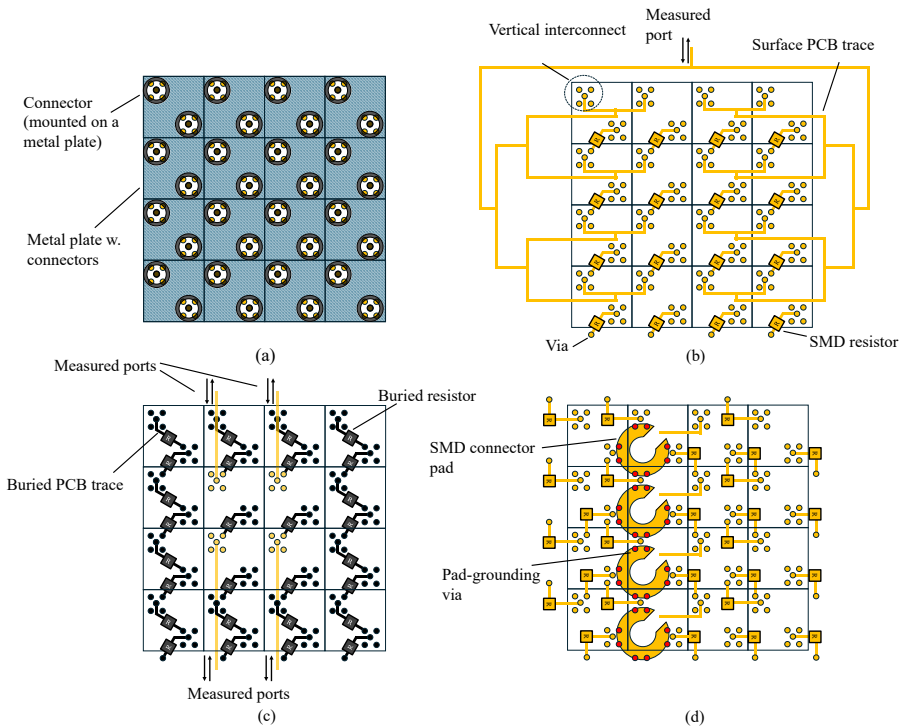 Connector
(mounted on a
metal plate)
Metal plate w.
connectors
(a)
Vertical interconnect
Measured
port
Surface PCB trace
Via
SMD resistor
(b)
Measured ports
Buried resistor
Buried PCB trace
Measured ports
(c)
SMD connector
pad
Pad-grounding
via
(d)